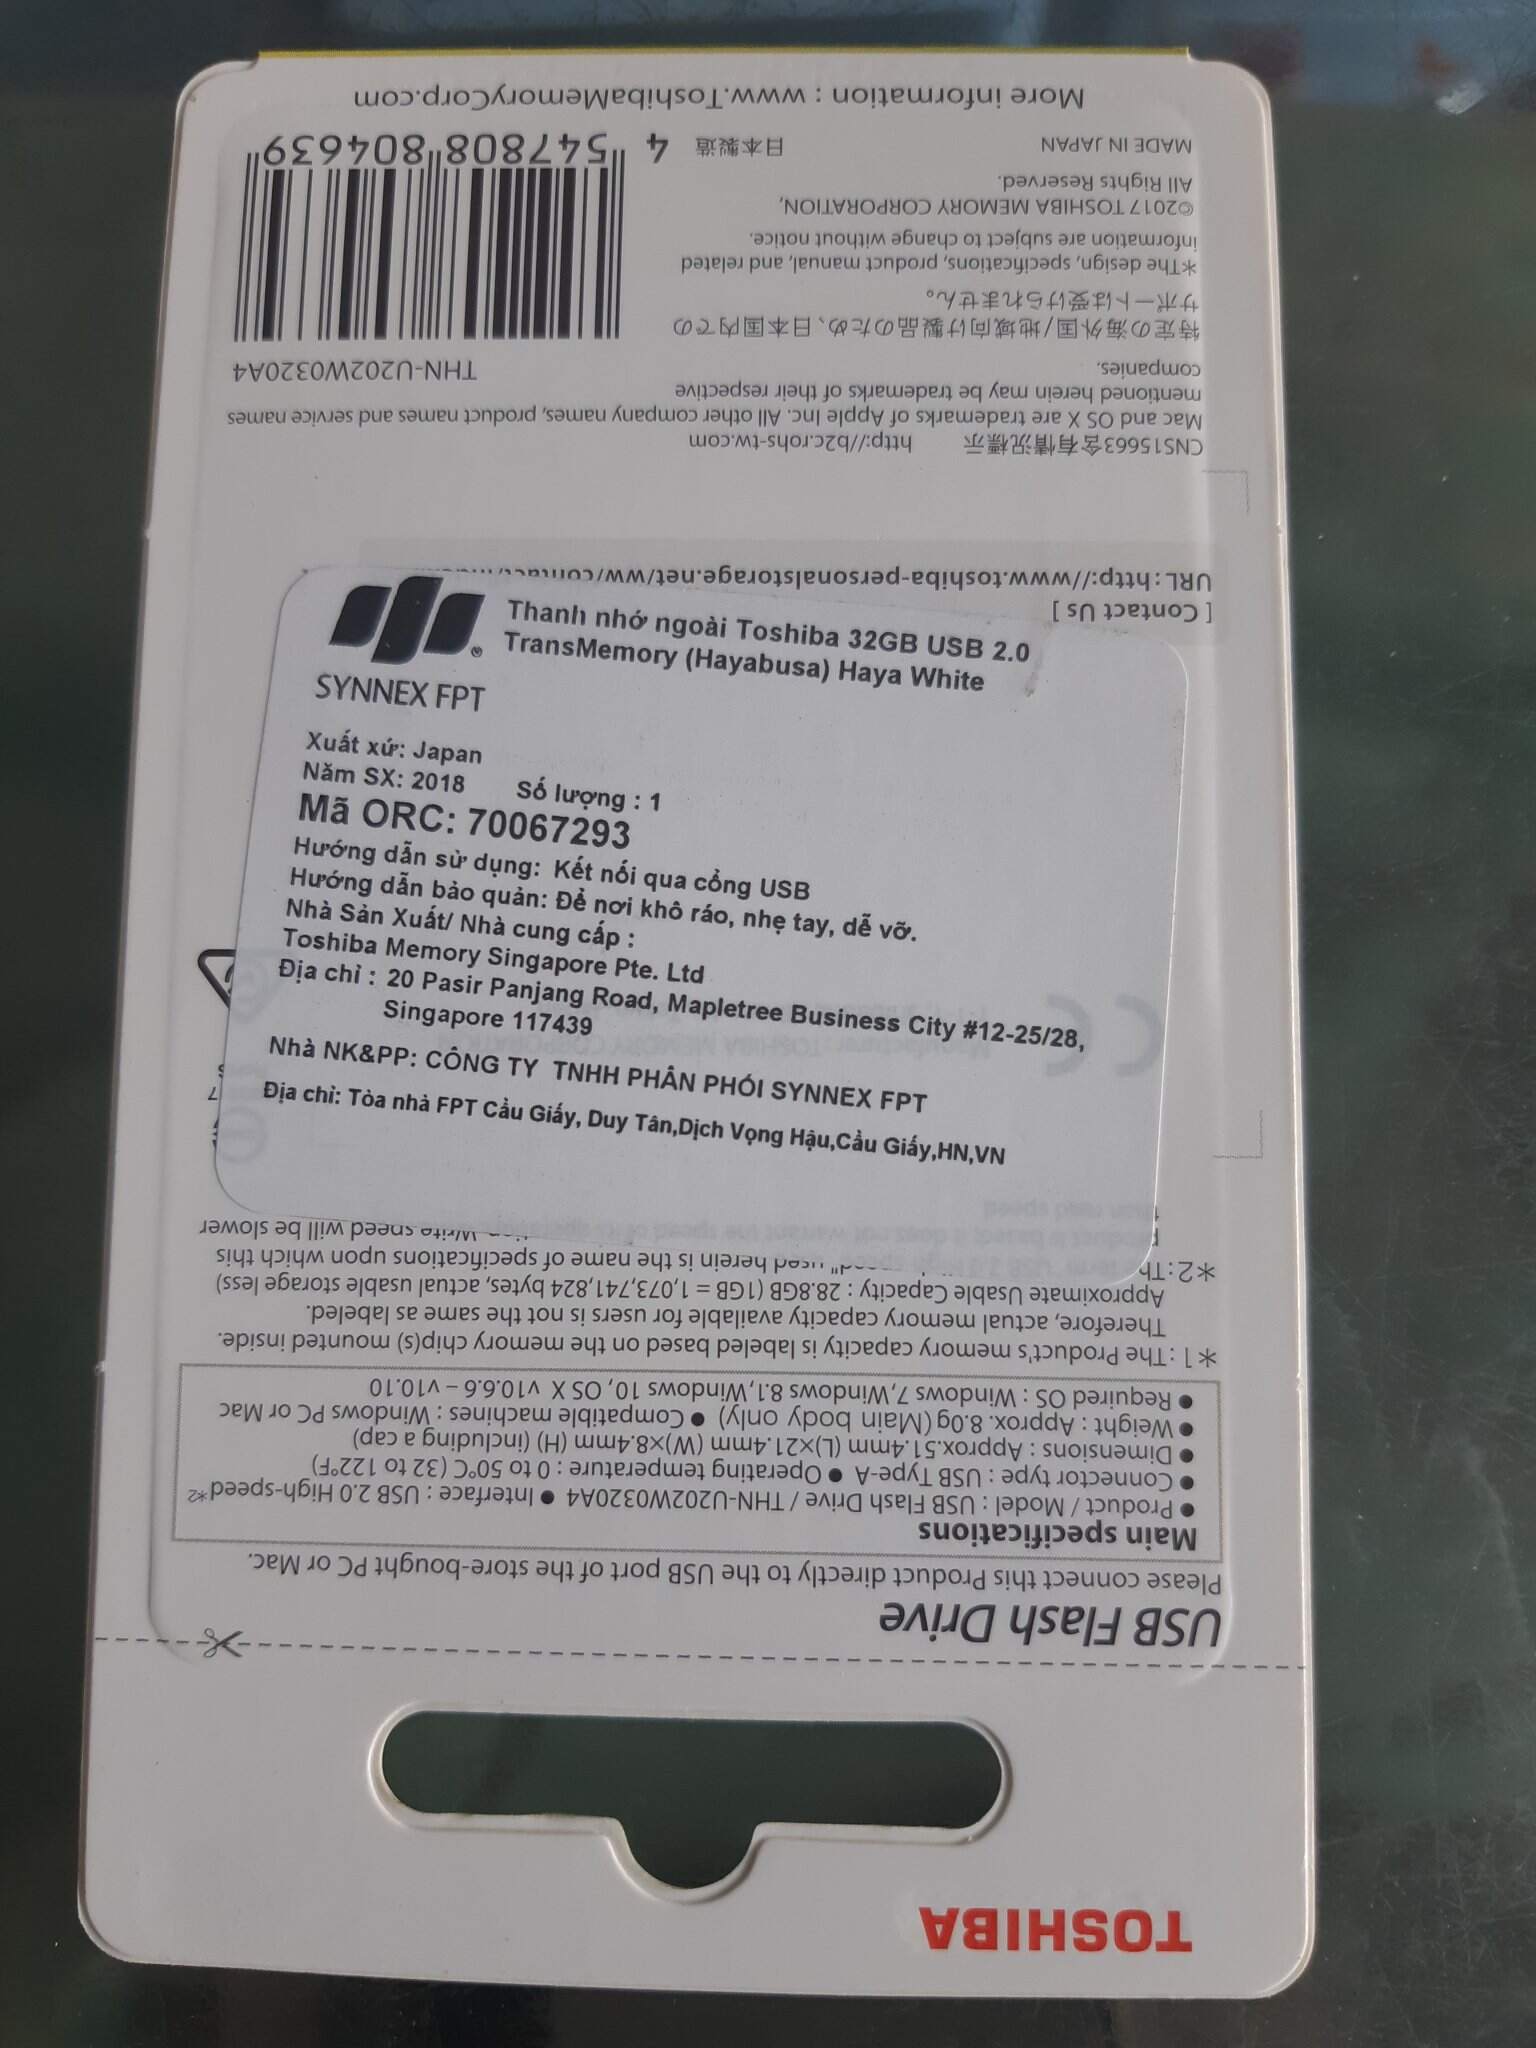 TOSHIBA
USB Flash Drive
Please connect this Product directly to the USB port of the store-bought PC or Mac.
Main specifications
● Product / Model : USB Flash Drive / THN-U202W0320A4 ● Interface : USB 2.0 High-speed*2
● Connector type : USB Type-A ● Operating temperature : 0 to 50°C (32 to 122°F)
● Dimensions : Approx.51.4mm (L)×21.4mm (W)×8.4mm (H) (including a cap)
● Weight : Approx. 8.0g (Main body only) ● Compatible machines : Windows PC or Mac
● Required OS : Windows 7, Windows 8.1, Windows 10, OS X v10.6.6 – v10.10
*1 : The Product's memory capacity is labeled based on the memory chip(s) mounted inside.
Therefore, actual memory capacity available for users is not the same as labeled.
Approximate Usable Capacity : 28.8GB (1GB = 1,073,741,824 bytes, actual usable storage less)
*2: used herein is the name of specifications upon which this
Write speed will be slower
SYNNEX FPT
Thanh nhớ ngoài Toshiba 32GB USB 2.0
TransMemory (Hayabusa) Haya White
Xuất xứ: Japan
Năm SX: 2018 Số lượng : 1
Mã ORC: 70067293
Hướng dẫn sử dụng: Kết nối qua cổng USB
Hướng dẫn bảo quản: Để nơi khô ráo, nhẹ tay, dễ vỡ.
Nhà Sản Xuất/ Nhà cung cấp :
Toshiba Memory Singapore Pte. Ltd
Địa chỉ : 20 Pasir Panjang Road, Mapletree Business City #12-25/28,
Singapore 117439
Nhà NK&PP: CÔNG TY TNHH PHÂN PHỐI SYNNEX FPT
Địa chỉ: Tòa nhà FPT Cầu Giấy, Duy Tân,Dịch Vọng Hậu,Cầu Giấy,HN,VN
[ Contact Us ]
URL : http://www.toshiba-personalstorage.net/ww/contact/
CNS15663含有情況標示 http://b2c.rohs-tw.com
Mac and OS X are trademarks of Apple Inc. All other company names, product names and service names
mentioned herein may be trademarks of their respective
companies.
THN-U202W0320A4
特定の海外国/地域向け製品のため、日本国内での
サポートは受けられません。
*The design, specifications, product manual, and related
information are subject to change without notice.
©2017 TOSHIBA MEMORY CORPORATION,
All Rights Reserved.
MADE IN JAPAN 日本製造
4 547808 804639
More information : www.ToshibaMemoryCorp.com